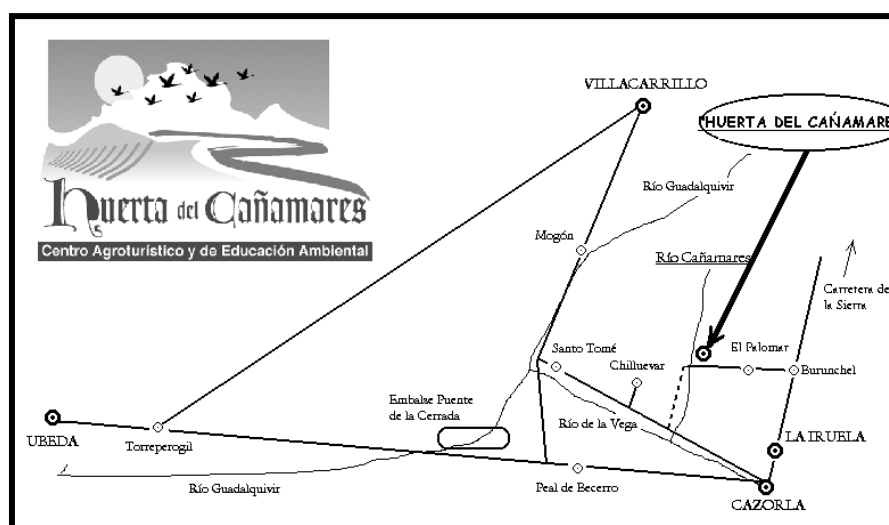 Huerta del Cañamares
Centro Agroturístico y de Educación Ambiental
VILLACARRILLO
HUERTA DEL CAÑAMARE
Río Guadalquivir
Mogón
Río Cañamares
Carretera de
la Sierra
Santo Tomé
Chilluevar
El Palomar
Burunchel
Embalse Puente
de la Cerrada
Río de la Vega
UBEDA
Torreperogil
LA IRUELA
Río Guadalquivir
Peal de Becerro
CAZORLA